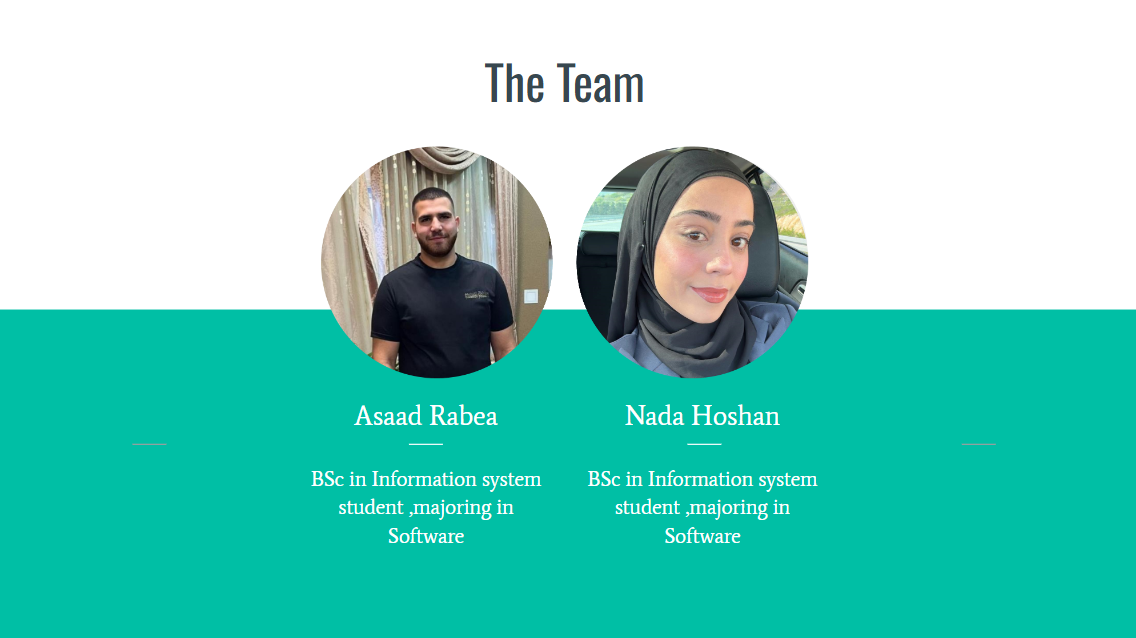 The Team
Asaad Rabea
Nada Hoshan
BSc in Information system
student ,majoring in
Software
BSc in Information system
student ,majoring in
Software